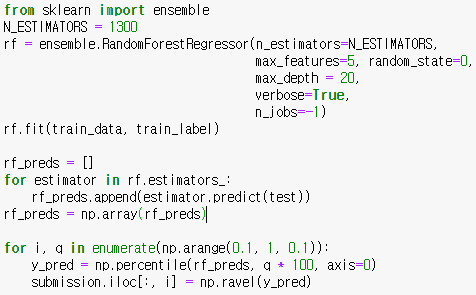 from sklearn import ensemble
N_ESTIMATORS = 1300
rf = ensemble.RandomForestRegressor(n_estimators=N_ESTIMATORS,
                                    max_features=5, random_state=0,
                                    max_depth = 20,
                                    verbose=True,
                                    n_jobs=-1)
rf.fit(train_data, train_label)

rf_preds = []
for estimator in rf.estimators_:
    rf_preds.append(estimator.predict(test))
rf_preds = np.array(rf_preds)

for i, q in enumerate(np.arange(0.1, 1, 0.1)):
    y_pred = np.percentile(rf_preds, q * 100, axis=0)
    submission.iloc[:, i] = np.ravel(y_pred)